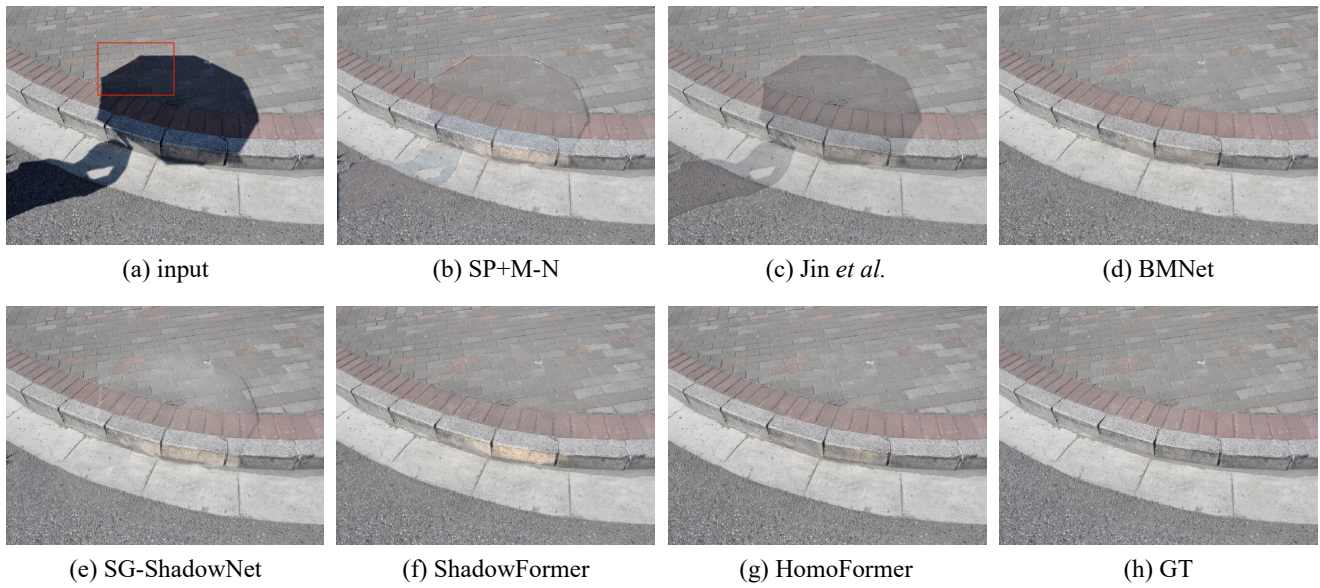 (a) input
(b) SP+M-N
(c) Jin et al.
(d) BMNet
(e) SG-ShadowNet
(f) ShadowFormer
(g) HomoFormer
(h) GT